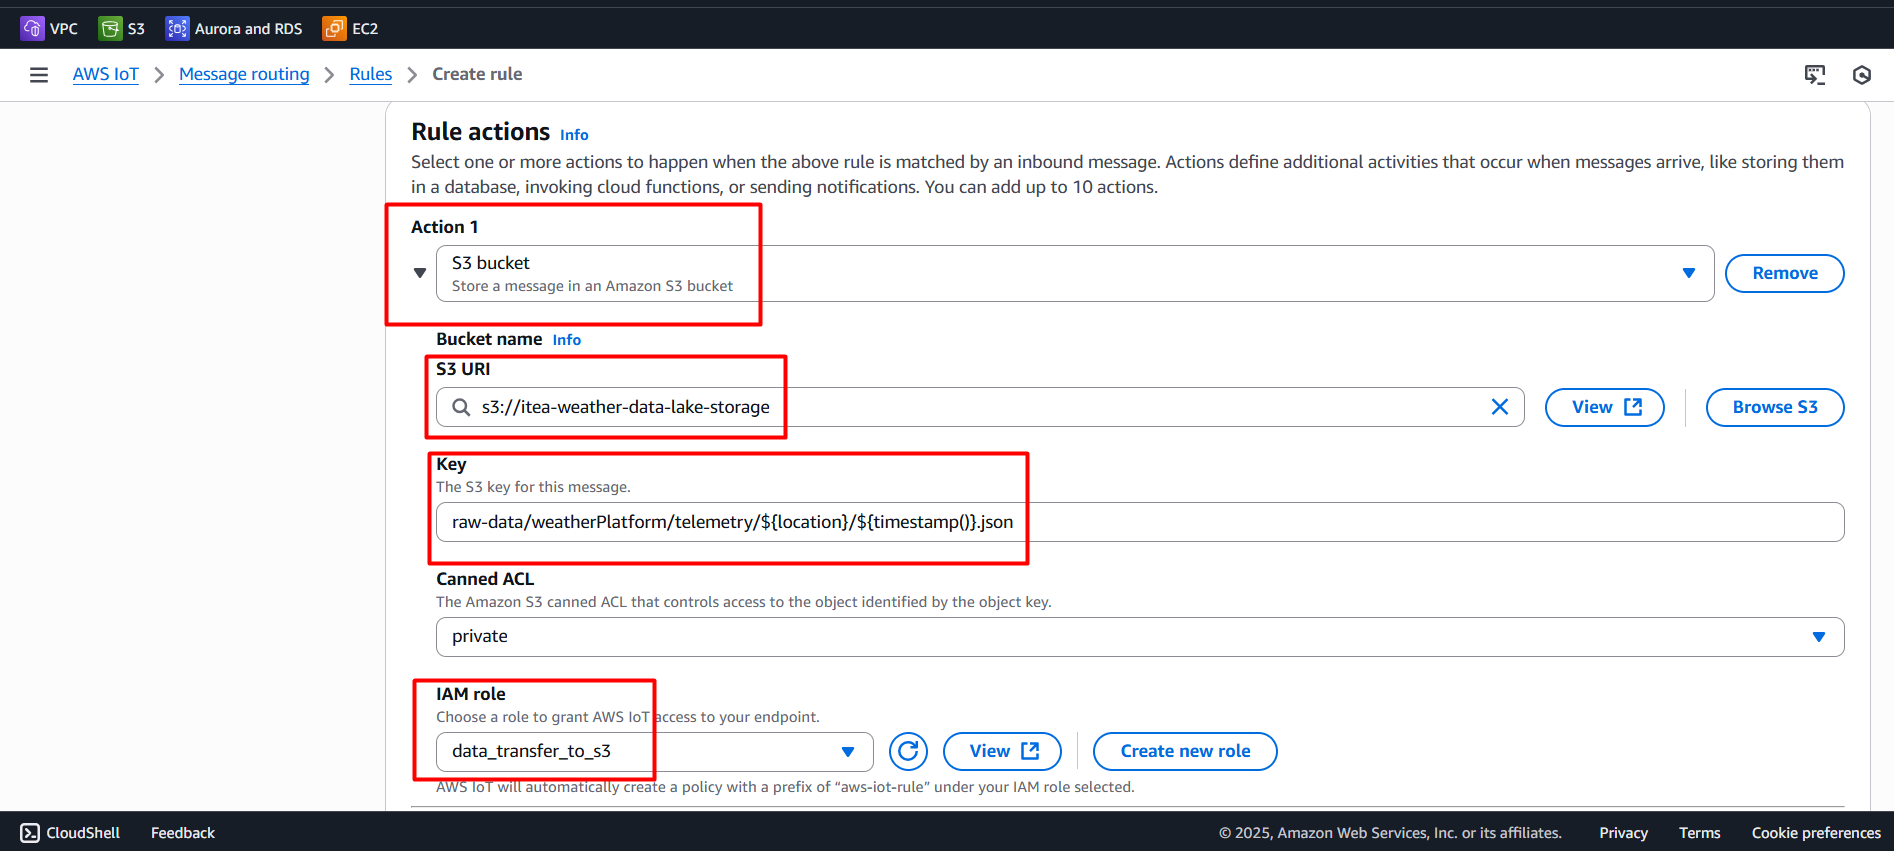 VPC S3 Aurora and RDS EC2
AWS IoT Message routing Rules Create rule
Rule actions Info
Select one or more actions to happen when the above rule is matched by an inbound message. Actions define additional activities that occur when messages arrive, like storing them
in a database, invoking cloud functions, or sending notifications. You can add up to 10 actions.
Action 1
S3 bucket
Store a message in an Amazon S3 bucket
Remove
Bucket name Info
S3 URI
s3://itea-weather-data-lake-storage
View
Browse S3
Key
The S3 key for this message.
raw-data/weatherPlatform/telemetry/${location}/${timestamp()}.json
Canned ACL
The Amazon S3 canned ACL that controls access to the object identified by the object key.
private
IAM role
Choose a role to grant AWS IoT access to your endpoint.
data_transfer_to_s3
View
Create new role
AWS IoT will automatically create a policy with a prefix of “aws-iot-rule” under your IAM role selected.
CloudShell Feedback © 2025, Amazon Web Services, Inc. or its affiliates. Privacy Terms Cookie preferences